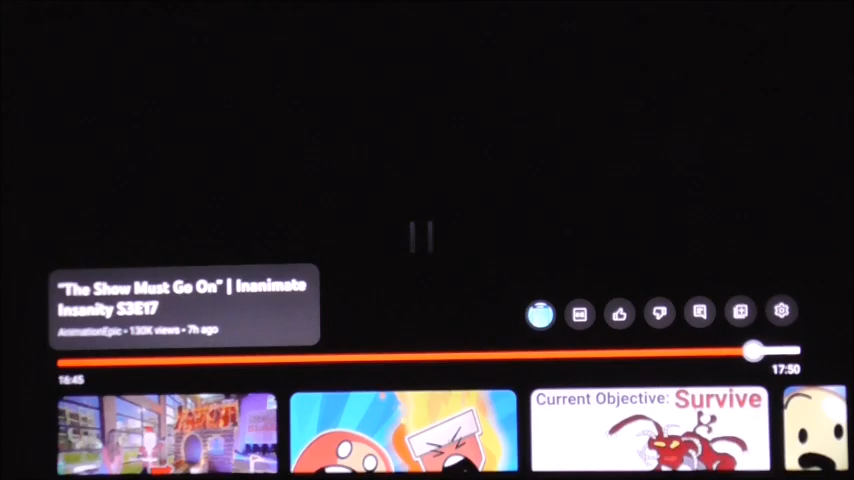 "The Show Must Go On" | Inanimate
Insanity S3E17
AnimationEpic • 130K views • 7h ago
16:45
17:50
Current Objective: Survive